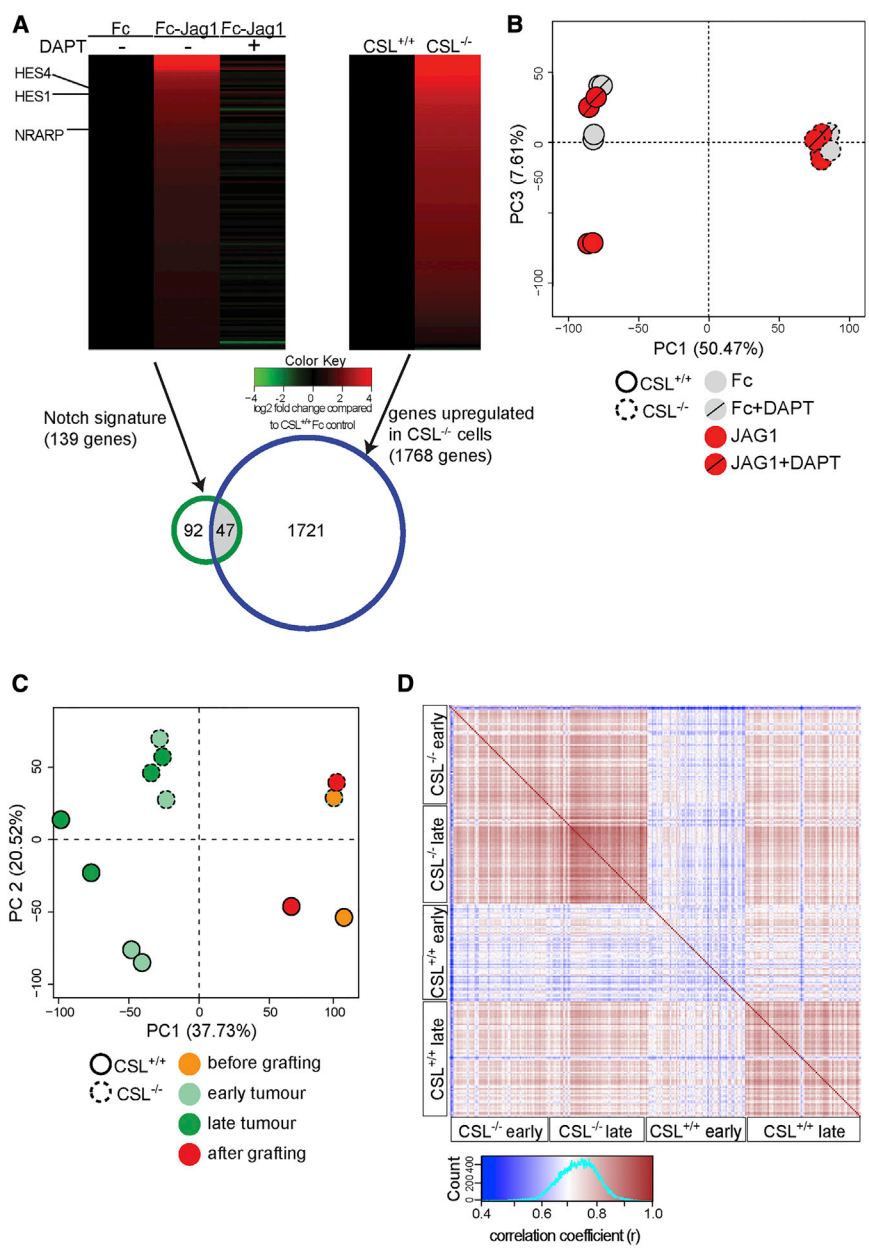 A
Fc Fc-Jag1 Fc-Jag1
DAPT - - +
CSL+/+ CSL-/-
HES4
HES1
NRARP
Color Key
−4 −2 0 2 4
log2 fold change compared
to CSL+/+ Fc control
Notch signature
(139 genes)
genes upregulated
in CSL-/- cells
(1768 genes)
92 47 1721
B
PC3 (7.61%)
50
0
−50
−100
−100 −50 0 50 100
PC1 (50.47%)
CSL+/+
CSL-/-
Fc
Fc+DAPT
JAG1
JAG1+DAPT
C
PC 2 (20.52%)
50
0
−50
−100
−100 −50 0 50 100
PC1 (37.73%)
CSL+/+
CSL-/-
before grafting
early tumour
late tumour
after grafting
D
CSL-/- early
CSL-/- late
CSL+/+ early
CSL+/+ late
CSL-/- early CSL-/- late CSL+/+ early CSL+/+ late
Count
0 200 400
0.4 0.6 0.8 1.0
correlation coefficient (r)